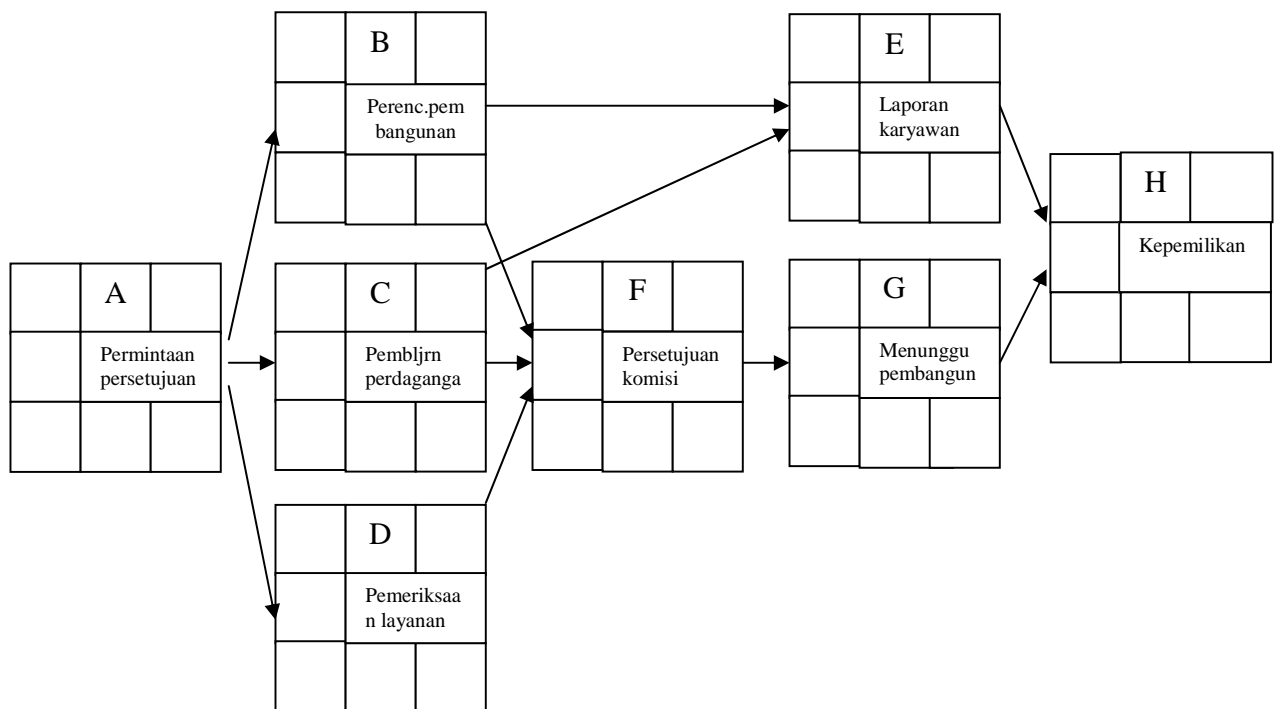 B
Perenc.pem
bangunan
E
Laporan
karyawan
H
Kepemilikan
A
Permintaan
persetujuan
C
Pembljrn
perdaganga
F
Persetujuan
komisi
G
Menunggu
pembangun
D
Pemeriksaa
n layanan